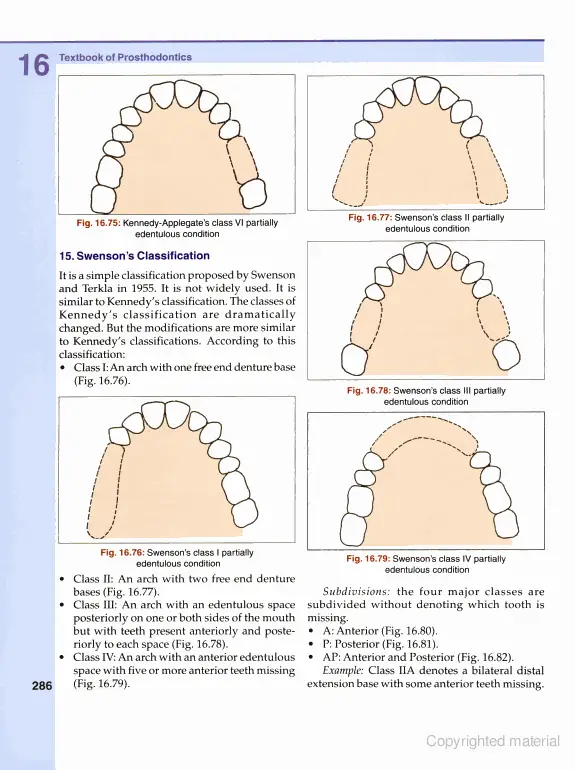 16
Textbook of Prosthodontics
Fig. 16.75: Kennedy-Applegate's class VI partially
edentulous condition
15. Swenson's Classification
It is a simple classification proposed by Swenson
and Terkla in 1955. It is not widely used. It is
similar to Kennedy's classification. The classes of
Kennedy's classification are dramatically
changed. But the modifications are more similar
to Kennedy's classifications. According to this
classification:
• Class I: An arch with one free end denture base
(Fig. 16.76).
Fig. 16.76: Swenson's class I partially
edentulous condition
• Class II: An arch with two free end denture
bases (Fig. 16.77).
• Class III: An arch with an edentulous space
posteriorly on one or both sides of the mouth
but with teeth present anteriorly and poste-
riorly to each space (Fig. 16.78).
• Class IV: An arch with an anterior edentulous
space with five or more anterior teeth missing
(Fig. 16.79).
286
Fig. 16.77: Swenson's class II partially
edentulous condition
Fig. 16.78: Swenson's class III partially
edentulous condition
Fig. 16.79: Swenson's class IV partially
edentulous condition
Subdivisions: the four major classes are
subdivided without denoting which tooth is
missing.
• A: Anterior (Fig. 16.80).
• P: Posterior (Fig. 16.81).
• AP: Anterior and Posterior (Fig. 16.82).
Example: Class IIA denotes a bilateral distal
extension base with some anterior teeth missing.
Copyrighted material